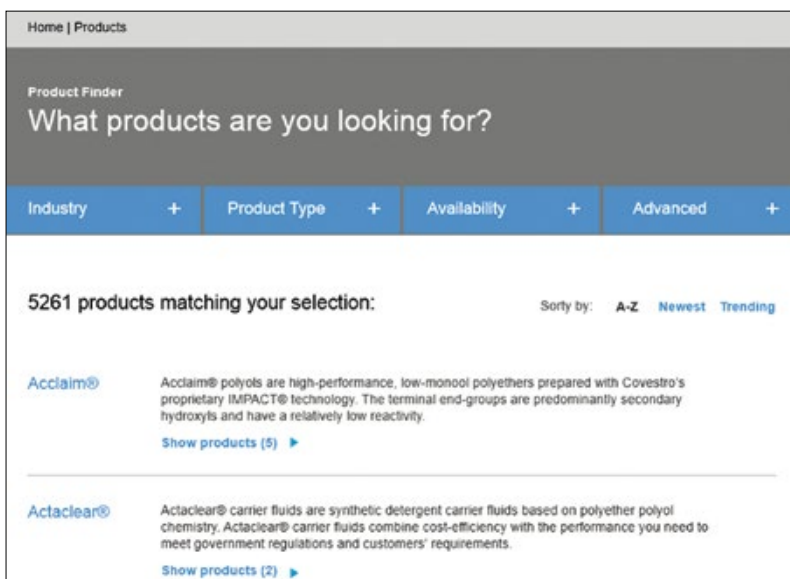 Home | Products
Product Finder
What products are you looking for?
Industry + Product Type + Availability + Advanced +
5261 products matching your selection: Sorty by: A-Z Newest Trending
Acclaim® Acclaim® polyols are high-performance, low-monool polyethers prepared with Covestro's
proprietary IMPACT® technology. The terminal end-groups are predominantly secondary
hydroxyls and have a relatively low reactivity.
Show products (5) ▶
Actaclear® Actaclear® carrier fluids are synthetic detergent carrier fluids based on polyether polyol
chemistry. Actaclear® carrier fluids combine cost-efficiency with the performance you need to
meet government regulations and customers' requirements.
Show products (2) ▶